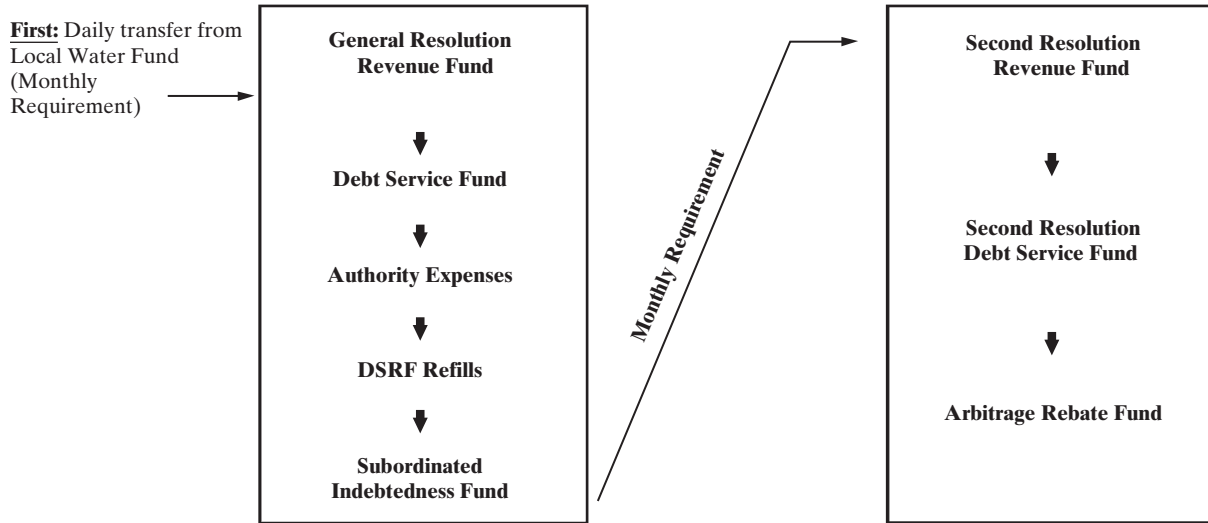 First: Daily transfer from
Local Water Fund
(Monthly
Requirement)
General Resolution
Revenue Fund
Debt Service Fund
Authority Expenses
DSRF Refills
Subordinated
Indebtedness Fund
Monthly Requirement
Second Resolution
Revenue Fund
Second Resolution
Debt Service Fund
Arbitrage Rebate Fund